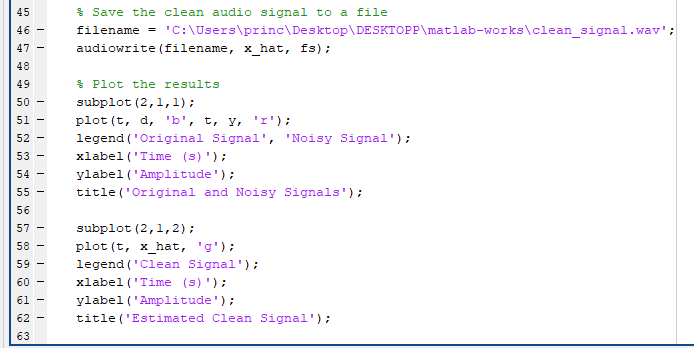 45 % Save the clean audio signal to a file
46 – filename = 'C:\Users\princ\Desktop\DESKTOPP\matlab-works\clean_signal.wav';
47 – audiowrite(filename, x_hat, fs);
48
49 % Plot the results
50 – subplot(2,1,1);
51 – plot(t, d, 'b', t, y, 'r');
52 – legend('Original Signal', 'Noisy Signal');
53 – xlabel('Time (s)');
54 – ylabel('Amplitude');
55 – title('Original and Noisy Signals');
56
57 – subplot(2,1,2);
58 – plot(t, x_hat, 'g');
59 – legend('Clean Signal');
60 – xlabel('Time (s)');
61 – ylabel('Amplitude');
62 – title('Estimated Clean Signal');
63